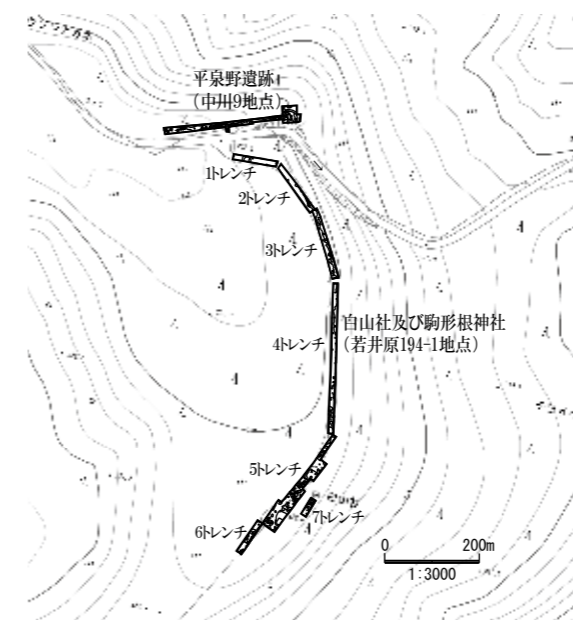 平泉野遺跡
（中川9地点）
1トレンチ
2トレンチ
3トレンチ
白山社及び駒形根神社
（若井原194-1地点）
4トレンチ
5トレンチ
7トレンチ
6トレンチ
0 200m
1:3000